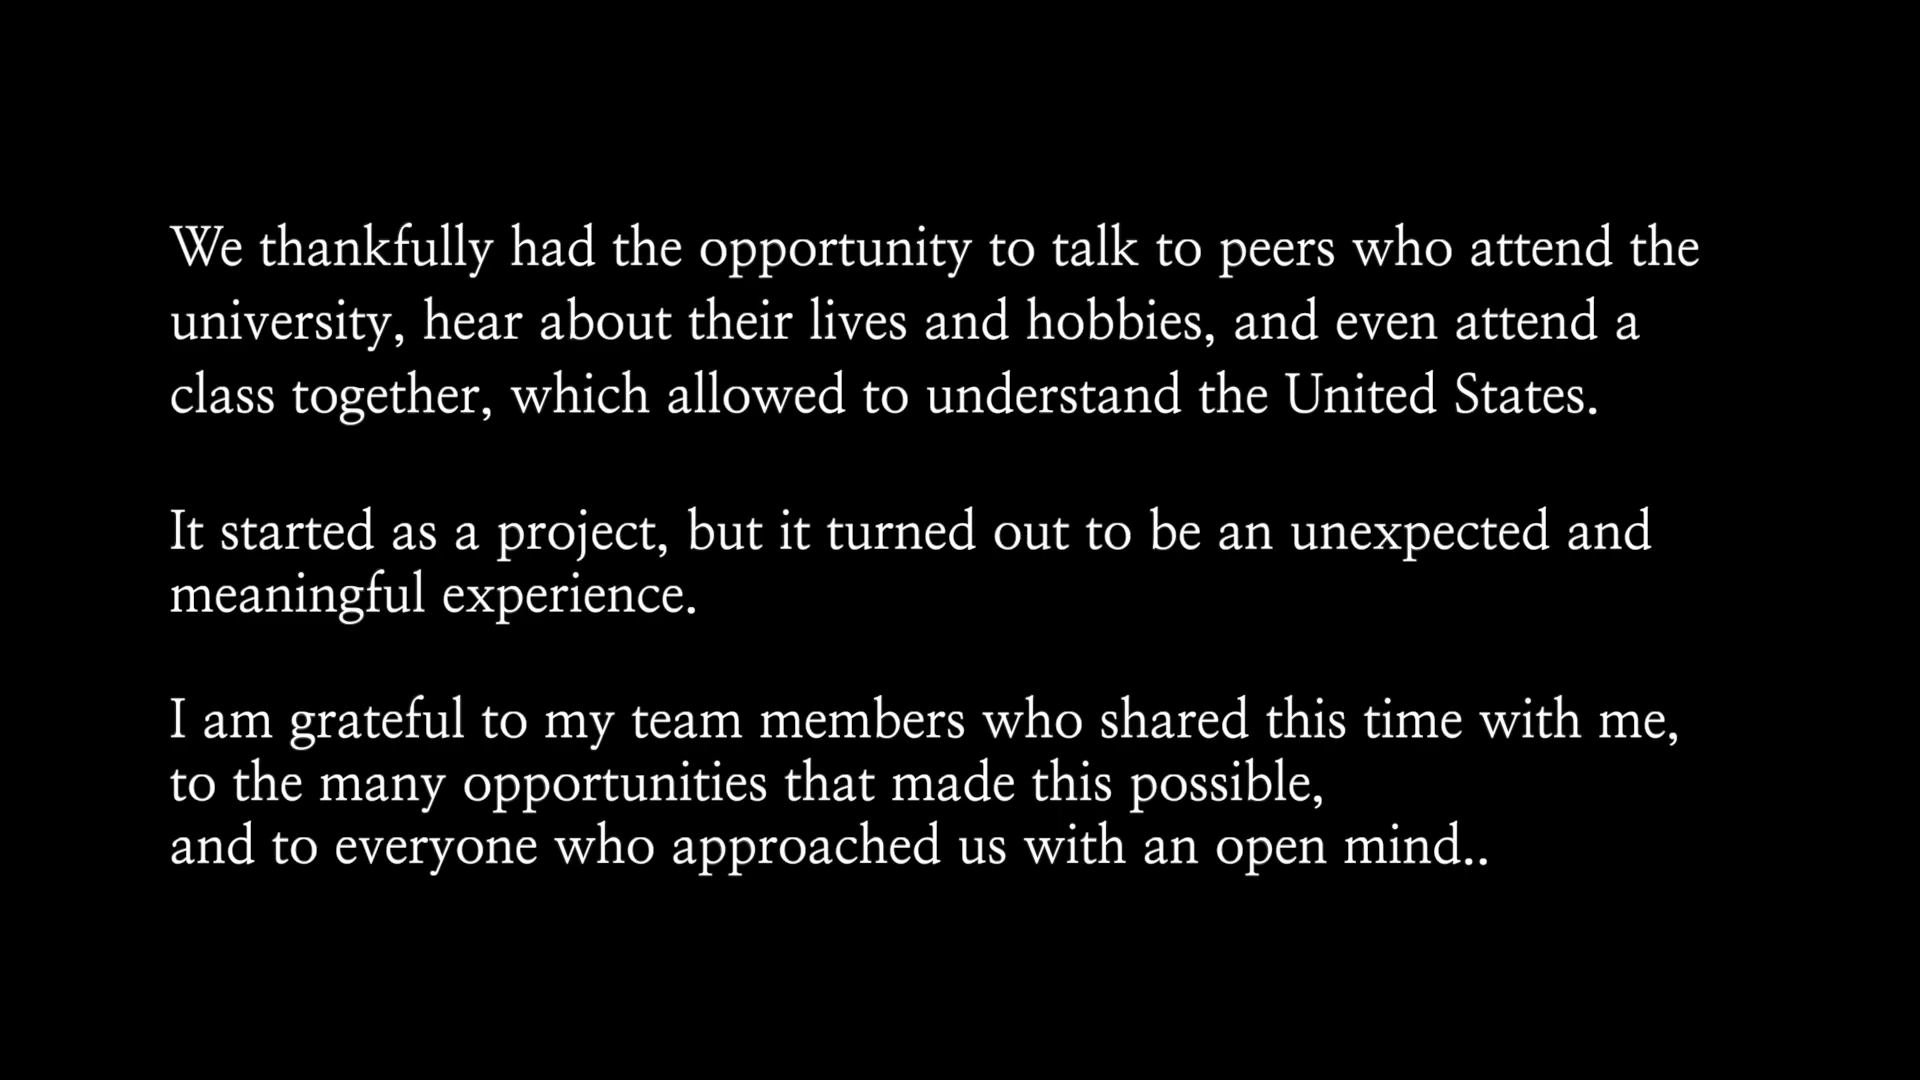 We thankfully had the opportunity to talk to peers who attend the
university, hear about their lives and hobbies, and even attend a
class together, which allowed to understand the United States.
It started as a project, but it turned out to be an unexpected and
meaningful experience.
I am grateful to my team members who shared this time with me,
to the many opportunities that made this possible,
and to everyone who approached us with an open mind..